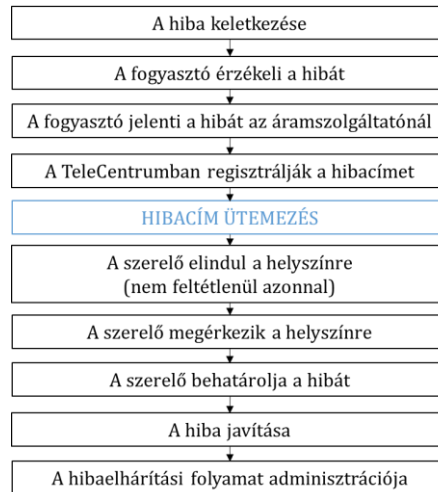 A hiba keletkezése
A fogyasztó érzékeli a hibát
A fogyasztó jelenti a hibát az áramszolgáltatónál
A TeleCentrumban regisztrálják a hibacímet
HIBACÍM ÜTEMEZÉS
A szerelő elindul a helyszínre
(nem feltétlenül azonnal)
A szerelő megérkezik a helyszínre
A szerelő behatárolja a hibát
A hiba javítása
A hibaelhárítási folyamat adminisztrációja